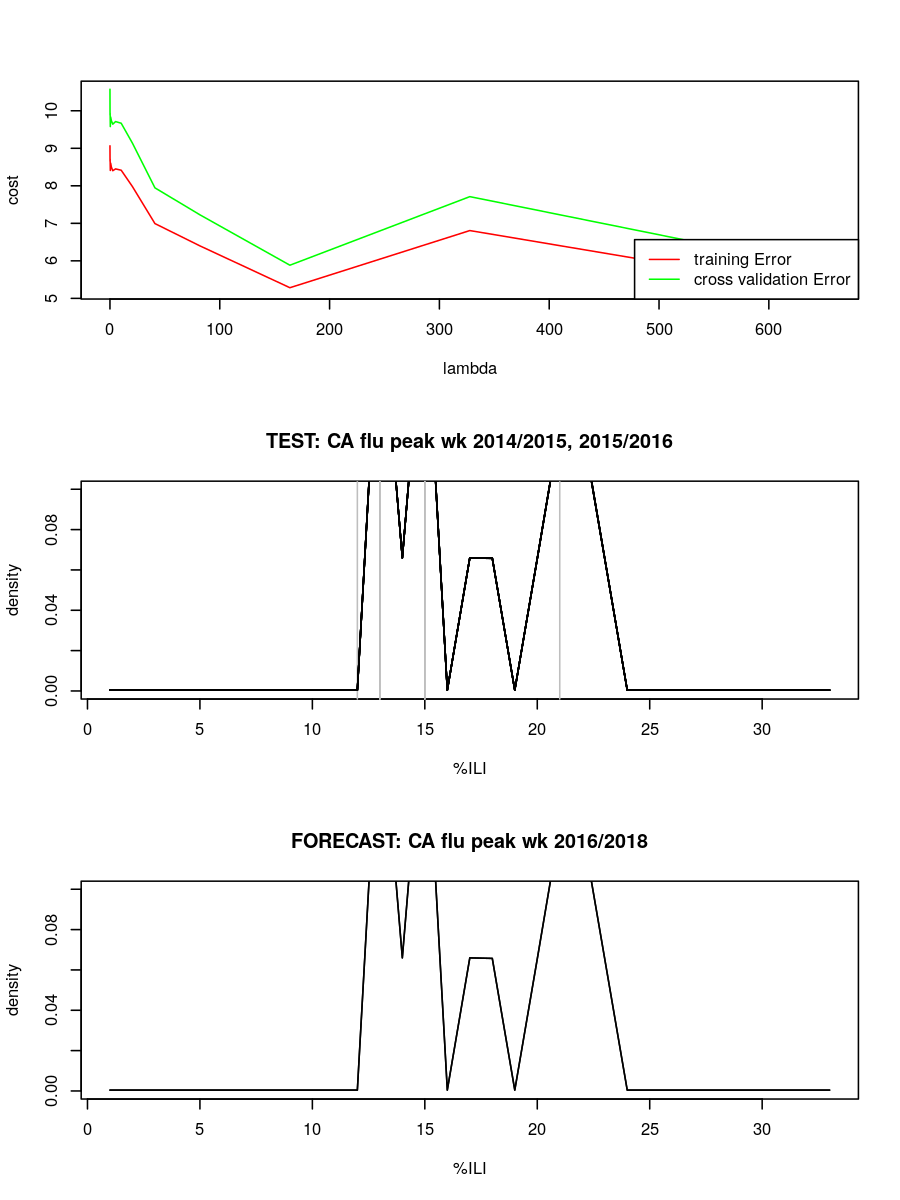 10
9
8
7
6
5
cost
training Error
cross validation Error
0 100 200 300 400 500 600
lambda
TEST: CA flu peak wk 2014/2015, 2015/2016
0.08
0.04
0.00
density
0 5 10 15 20 25 30
%ILI
FORECAST: CA flu peak wk 2016/2018
0.08
0.04
0.00
density
0 5 10 15 20 25 30
%ILI